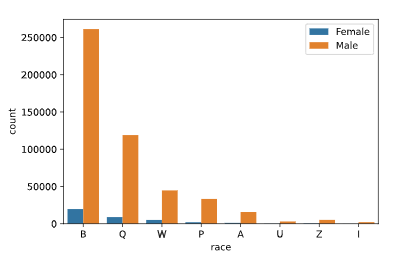 Female
Male
250000
200000
150000
100000
50000
0
count
B Q W P A U Z I
race